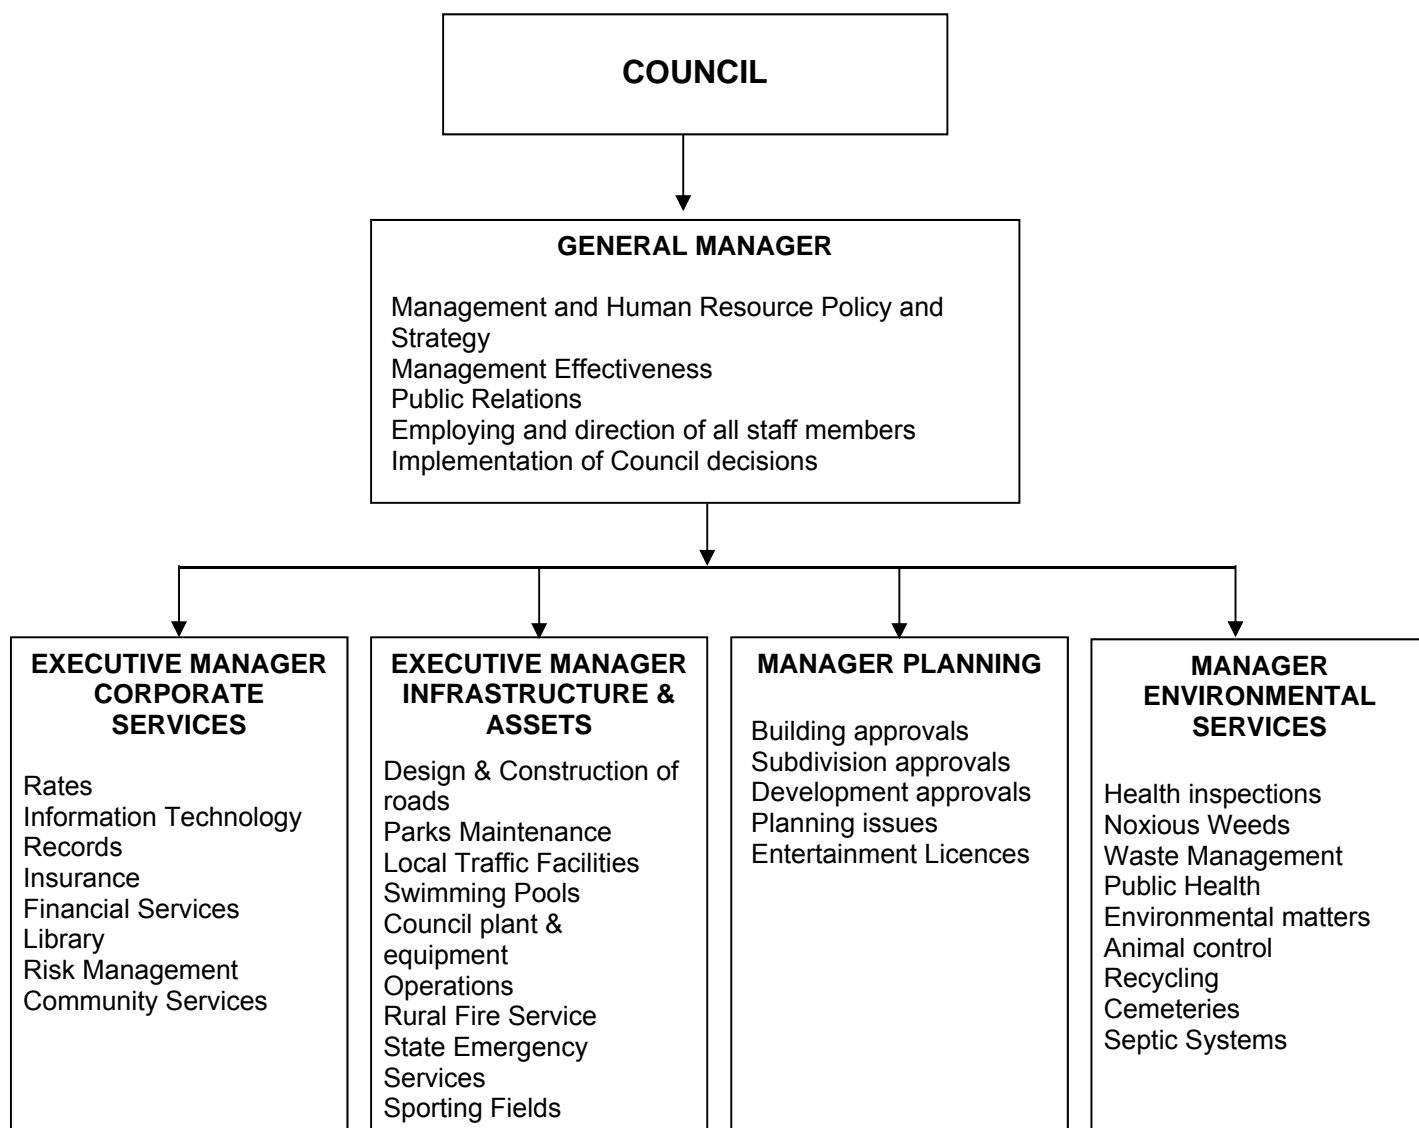 COUNCIL
GENERAL MANAGER
Management and Human Resource Policy and
Strategy
Management Effectiveness
Public Relations
Employing and direction of all staff members
Implementation of Council decisions
EXECUTIVE MANAGER
CORPORATE
SERVICES
Rates
Information Technology
Records
Insurance
Financial Services
Library
Risk Management
Community Services
EXECUTIVE MANAGER
INFRASTRUCTURE &
ASSETS
Design & Construction of
roads
Parks Maintenance
Local Traffic Facilities
Swimming Pools
Council plant &
equipment
Operations
Rural Fire Service
State Emergency
Services
Sporting Fields
MANAGER PLANNING
Building approvals
Subdivision approvals
Development approvals
Planning issues
Entertainment Licences
MANAGER
ENVIRONMENTAL
SERVICES
Health inspections
Noxious Weeds
Waste Management
Public Health
Environmental matters
Animal control
Recycling
Cemeteries
Septic Systems